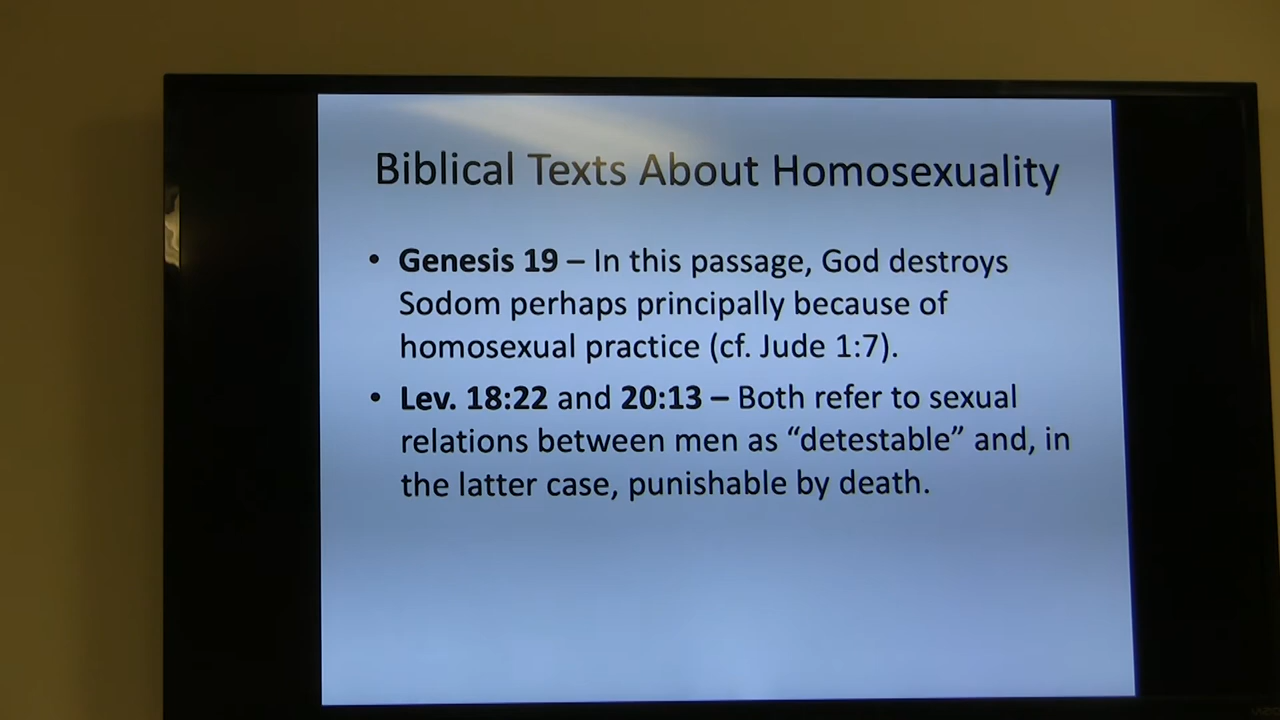 Biblical Texts About Homosexuality
• Genesis 19 – In this passage, God destroys
Sodom perhaps principally because of
homosexual practice (cf. Jude 1:7).
• Lev. 18:22 and 20:13 – Both refer to sexual
relations between men as “detestable” and, in
the latter case, punishable by death.